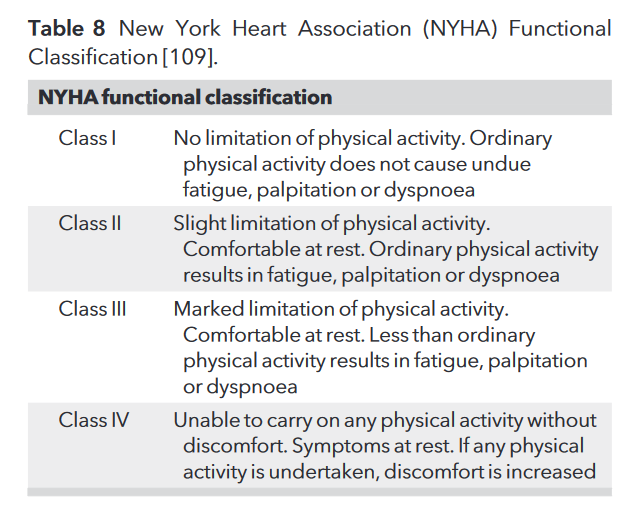 Table 8 New York Heart Association (NYHA) Functional
Classification [109].
NYHA functional classification
Class I No limitation of physical activity. Ordinary
physical activity does not cause undue
fatigue, palpitation or dyspnoea
Class II Slight limitation of physical activity.
Comfortable at rest. Ordinary physical activity
results in fatigue, palpitation or dyspnoea
Class III Marked limitation of physical activity.
Comfortable at rest. Less than ordinary
physical activity results in fatigue, palpitation
or dyspnoea
Class IV Unable to carry on any physical activity without
discomfort. Symptoms at rest. If any physical
activity is undertaken, discomfort is increased